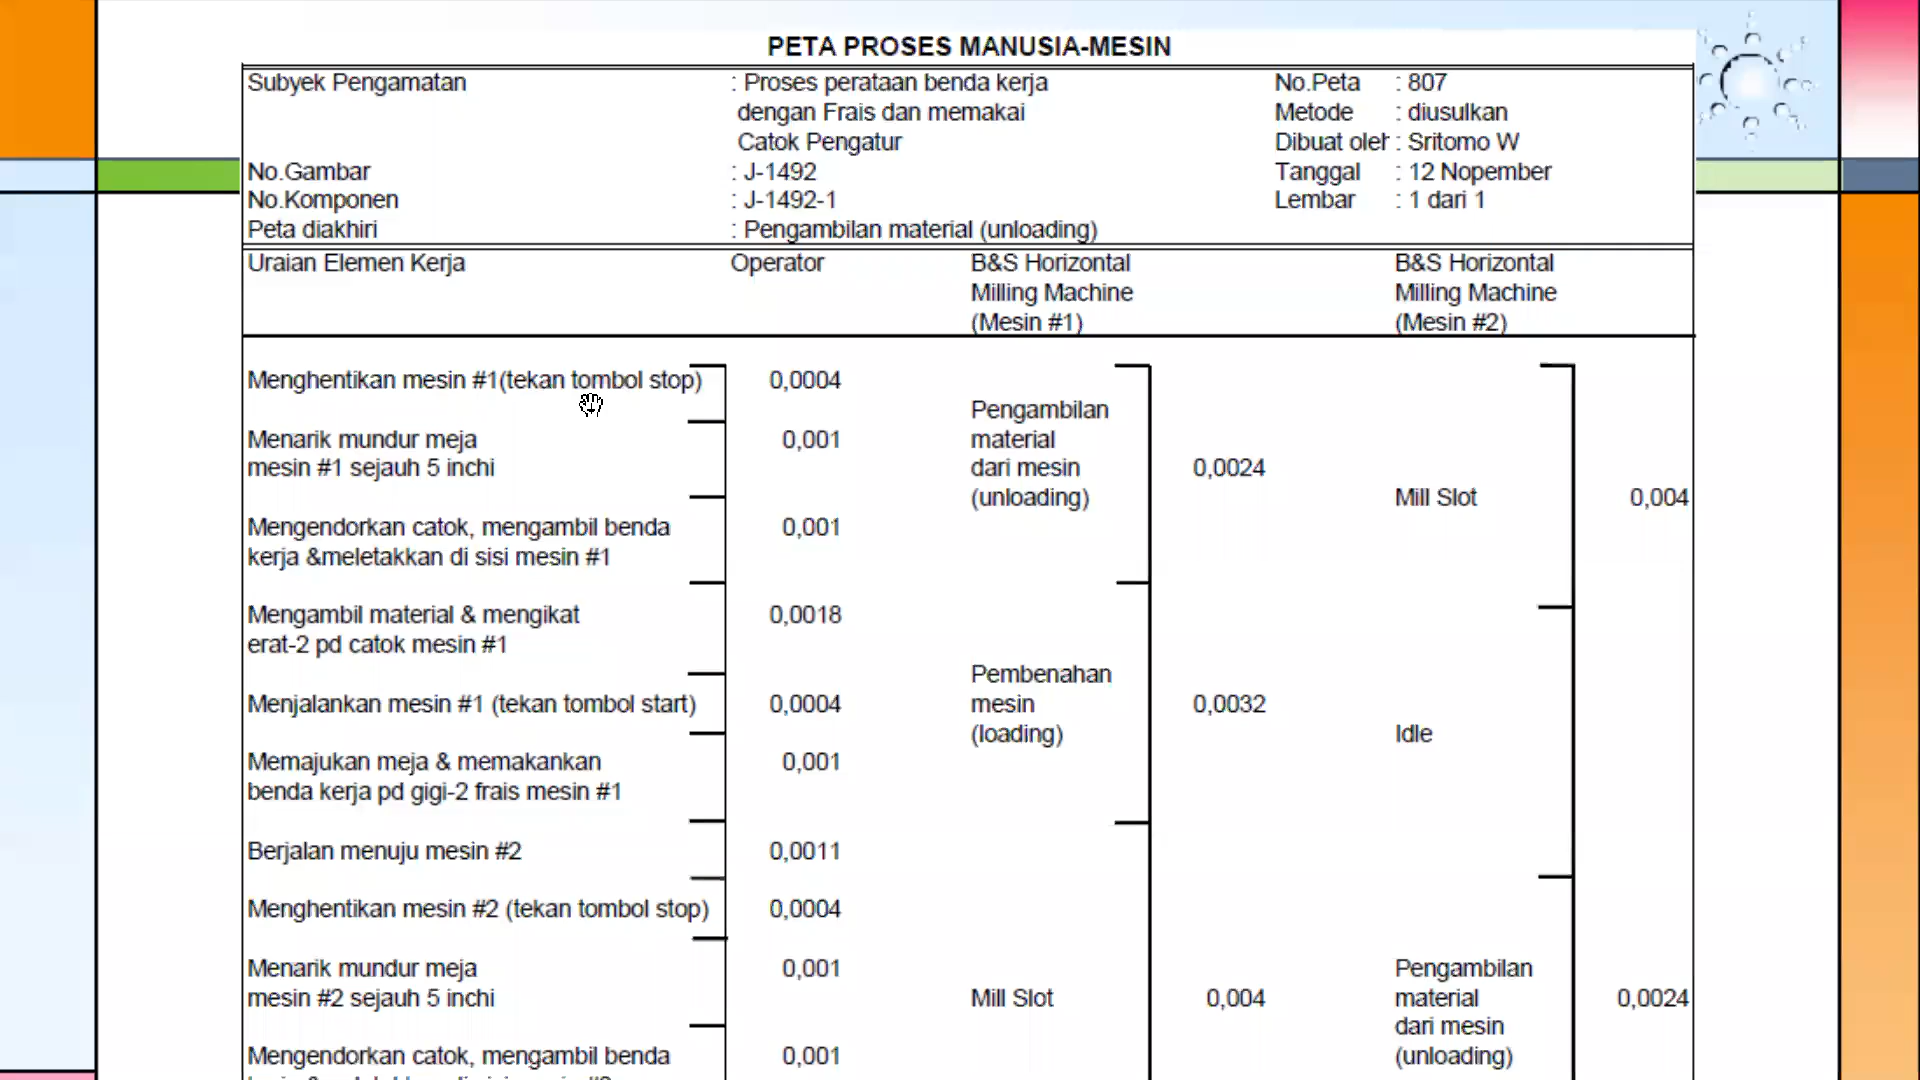 PETA PROSES MANUSIA-MESIN
Subyek Pengamatan : Proses perataan benda kerja No.Peta : 807
dengan Frais dan memakai Metode : diusulkan
Catok Pengatur Dibuat oleh : Sritomo W
No.Gambar : J-1492 Tanggal : 12 Nopember
No.Komponen : J-1492-1 Lembar : 1 dari 1
Peta diakhiri : Pengambilan material (unloading)
Uraian Elemen Kerja Operator B&S Horizontal B&S Horizontal
Milling Machine Milling Machine
(Mesin #1) (Mesin #2)
Menghentikan mesin #1(tekan tombol stop) 0,0004
Pengambilan
Menarik mundur meja 0,001 material
mesin #1 sejauh 5 inchi dari mesin 0,0024
(unloading) Mill Slot 0,004
Mengendorkan catok, mengambil benda 0,001
kerja &meletakkan di sisi mesin #1
Mengambil material & mengikat 0,0018
erat-2 pd catok mesin #1
Pembenahan
Menjalankan mesin #1 (tekan tombol start) 0,0004 mesin 0,0032
(loading) Idle
Memajukan meja & memakankan 0,001
benda kerja pd gigi-2 frais mesin #1
Berjalan menuju mesin #2 0,0011
Menghentikan mesin #2 (tekan tombol stop) 0,0004
Menarik mundur meja 0,001 Pengambilan
mesin #2 sejauh 5 inchi Mill Slot 0,004 material 0,0024
dari mesin
Mengendorkan catok, mengambil benda 0,001 (unloading)